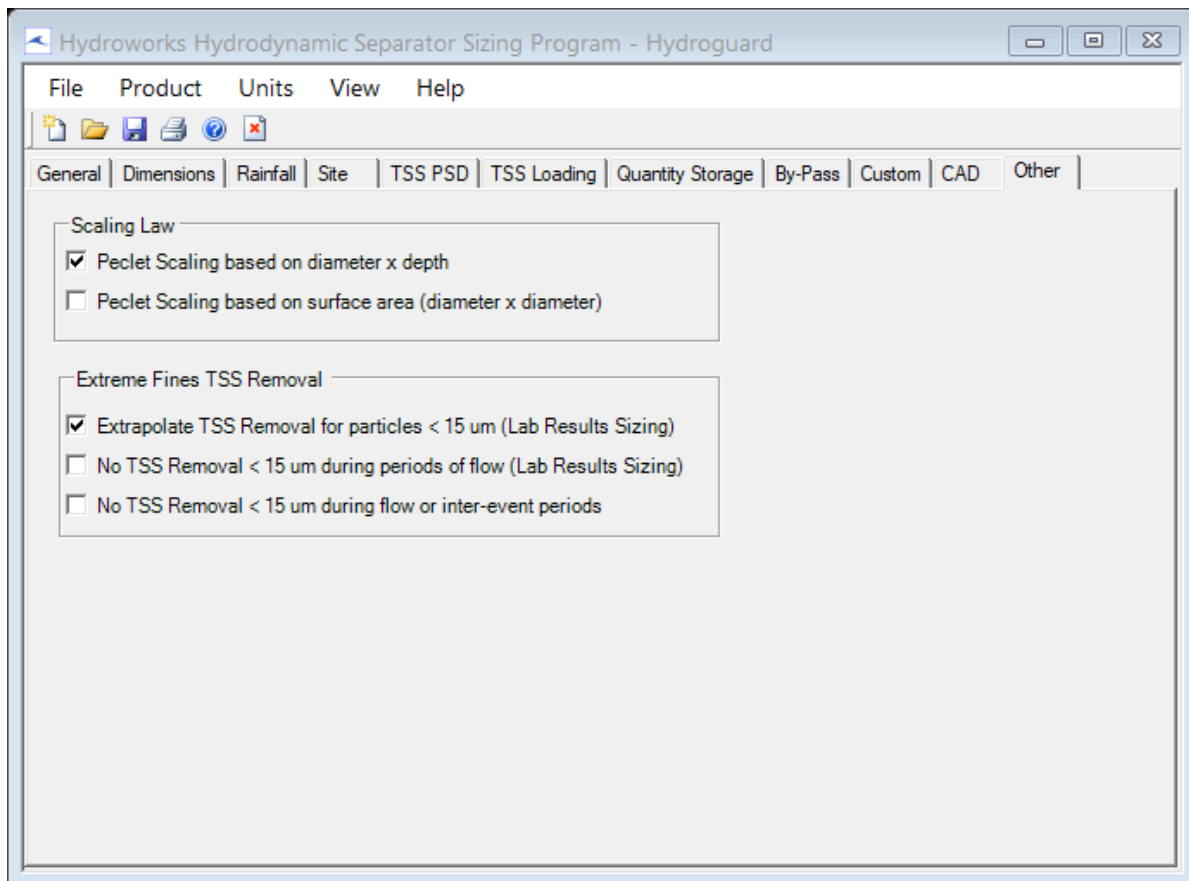 Hydroworks Hydrodynamic Separator Sizing Program - Hydroguard
File Product Units View Help
General Dimensions Rainfall Site TSS PSD TSS Loading Quantity Storage By-Pass Custom CAD Other
Scaling Law
Peclet Scaling based on diameter x depth
Peclet Scaling based on surface area (diameter x diameter)
Extreme Fines TSS Removal
Extrapolate TSS Removal for particles < 15 um (Lab Results Sizing)
No TSS Removal < 15 um during periods of flow (Lab Results Sizing)
No TSS Removal < 15 um during flow or inter-event periods